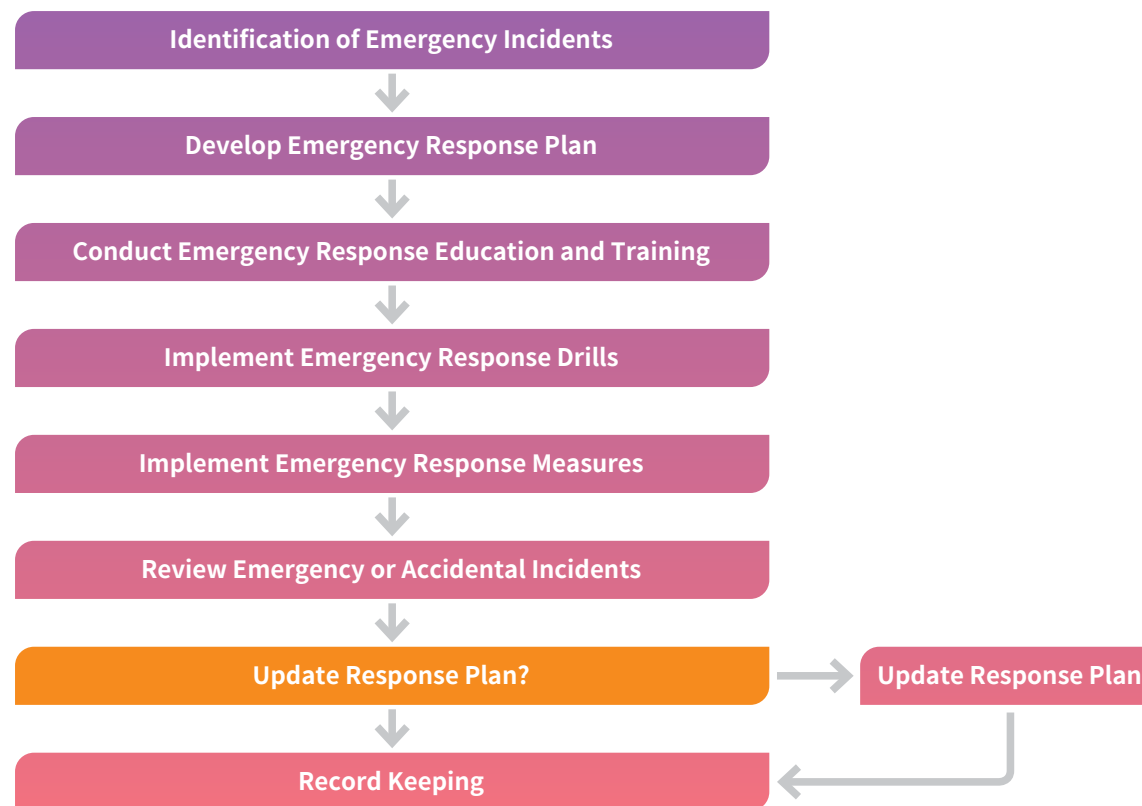 Identification of Emergency Incidents
Develop Emergency Response Plan
Conduct Emergency Response Education and Training
Implement Emergency Response Drills
Implement Emergency Response Measures
Review Emergency or Accidental Incidents
Update Response Plan?
Update Response Plan
Record Keeping